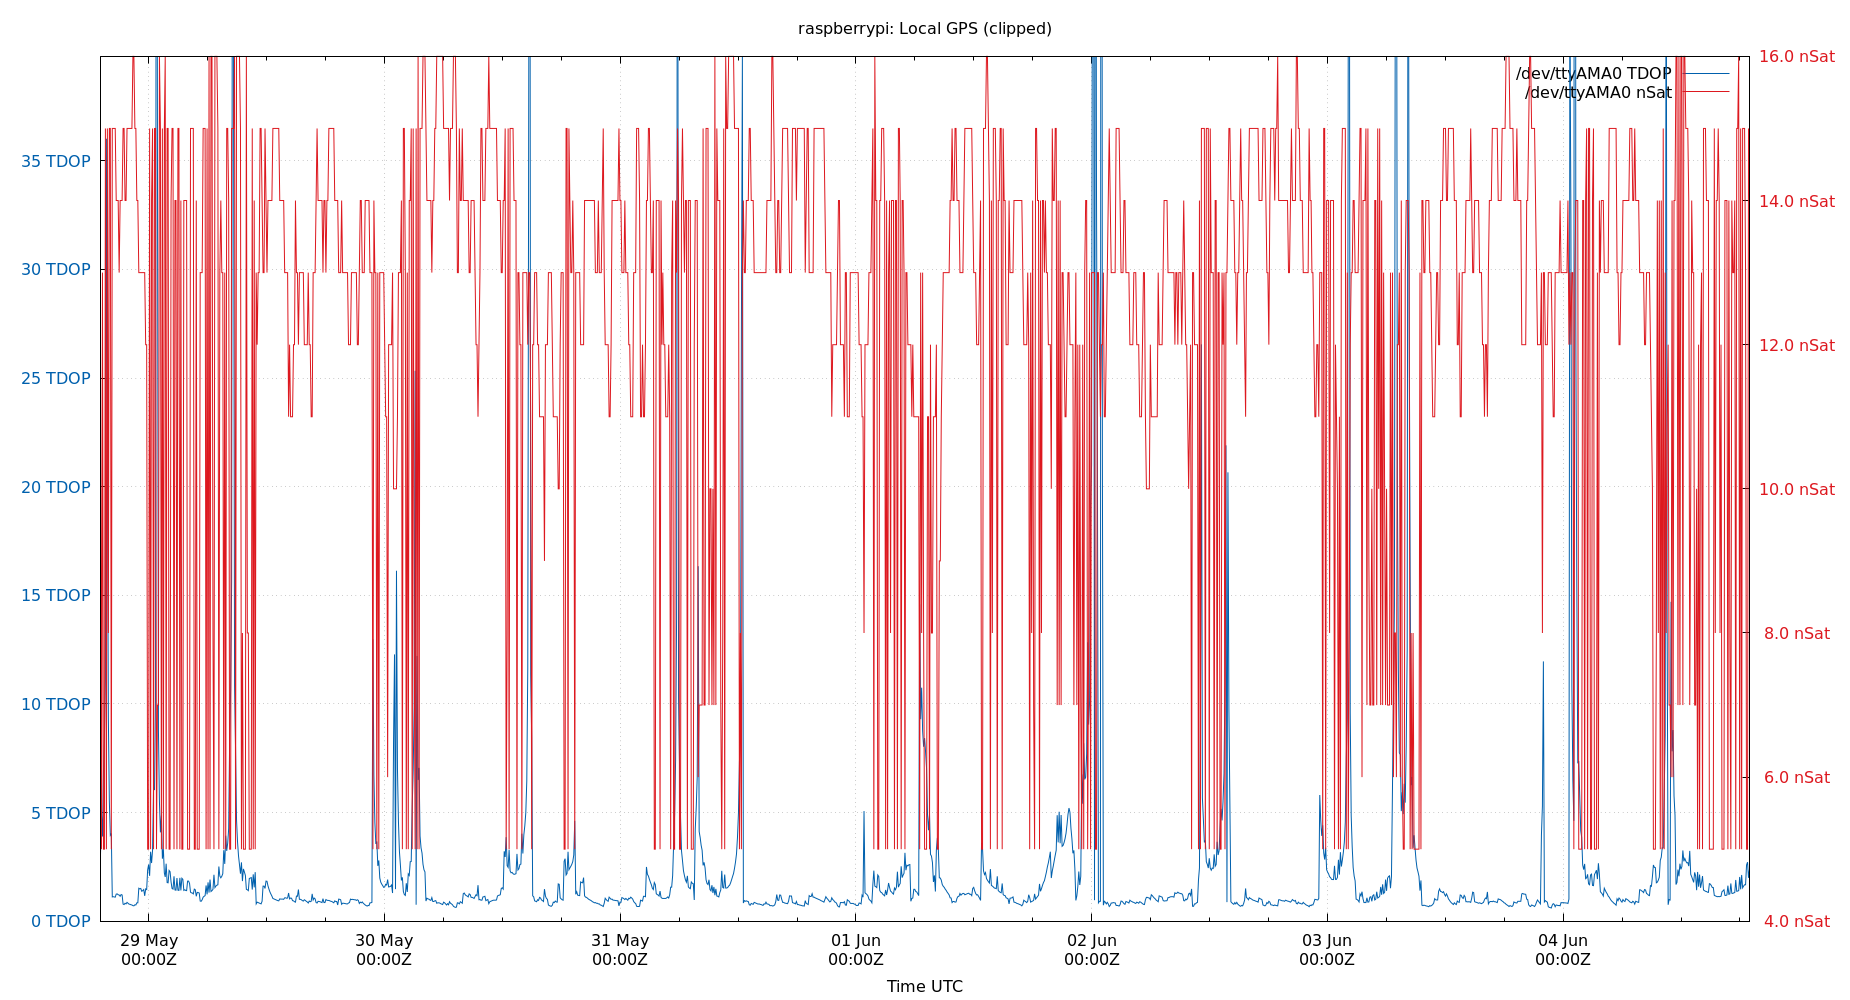 raspberrypi: Local GPS (clipped)
16.0 nSat
/dev/ttyAMA0 TDOP
/dev/ttyAMA0 nSat
35 TDOP
14.0 nSat
30 TDOP
12.0 nSat
25 TDOP
20 TDOP
10.0 nSat
15 TDOP
8.0 nSat
10 TDOP
6.0 nSat
5 TDOP
0 TDOP
4.0 nSat
29 May 30 May 31 May 01 Jun 02 Jun 03 Jun 04 Jun
00:00Z 00:00Z 00:00Z 00:00Z 00:00Z 00:00Z 00:00Z
Time UTC